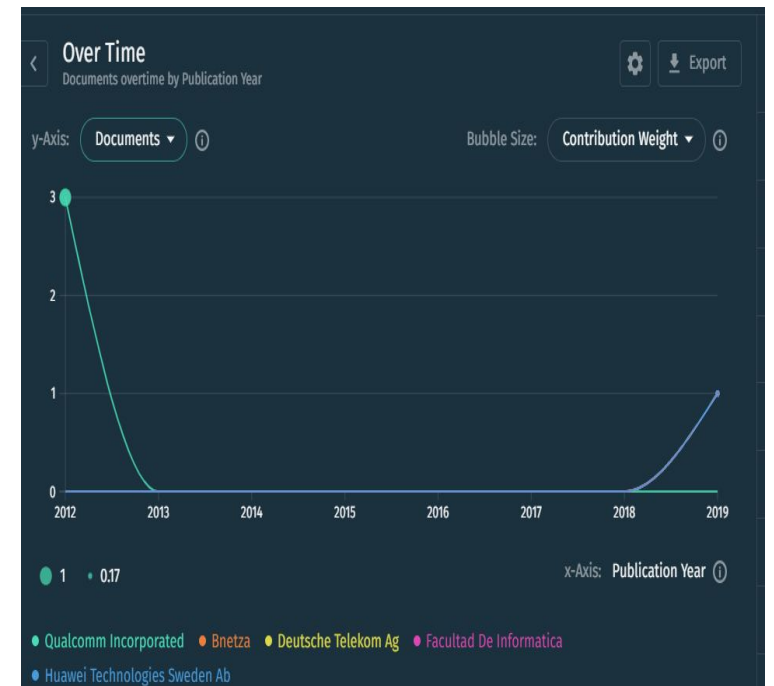 Over Time
Documents overtime by Publication Year
Export
y-Axis: Documents
Bubble Size: Contribution Weight
3
2
1
0
2012 2013 2014 2015 2016 2017 2018 2019
1 0.17
x-Axis: Publication Year
Qualcomm Incorporated Bnetza Deutsche Telekom Ag Facultad De Informatica
Huawei Technologies Sweden Ab